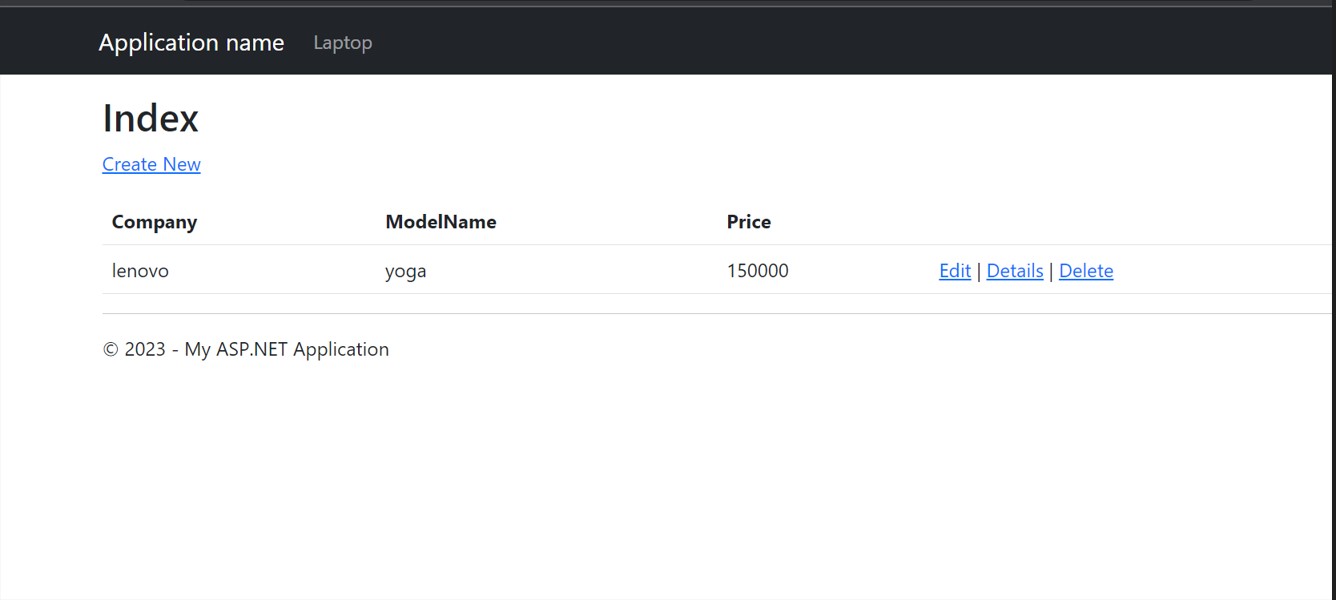 Application name Laptop
Index
Create New
Company ModelName Price
lenovo yoga 150000 Edit | Details | Delete
© 2023 - My ASP.NET Application